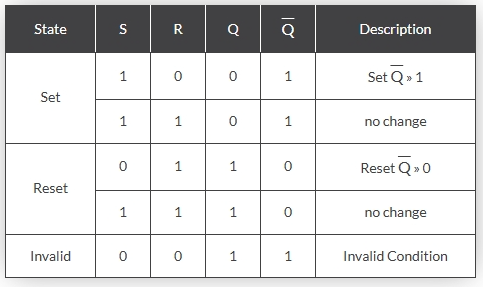 State S R Q Q̅ Description
Set 1 0 0 1 Set Q̅ » 1
1 1 0 1 no change
Reset 0 1 1 0 Reset Q̅ » 0
1 1 1 0 no change
Invalid 0 0 1 1 Invalid Condition